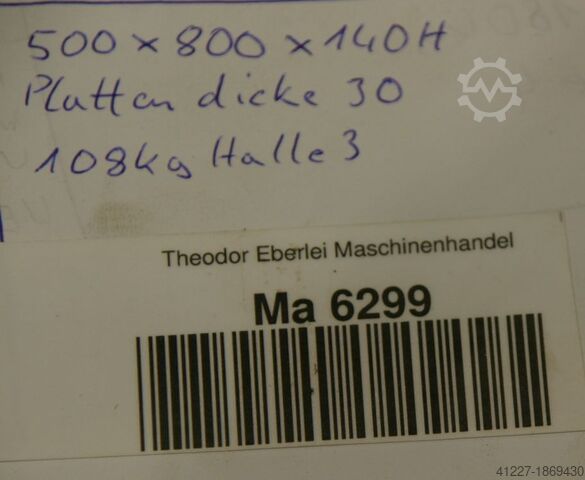 500 x 800 x 140H
Platten dicke 30
108kg Halle 3
Theodor Eberlei Maschinenhandel
Ma 6299
41227-1869430